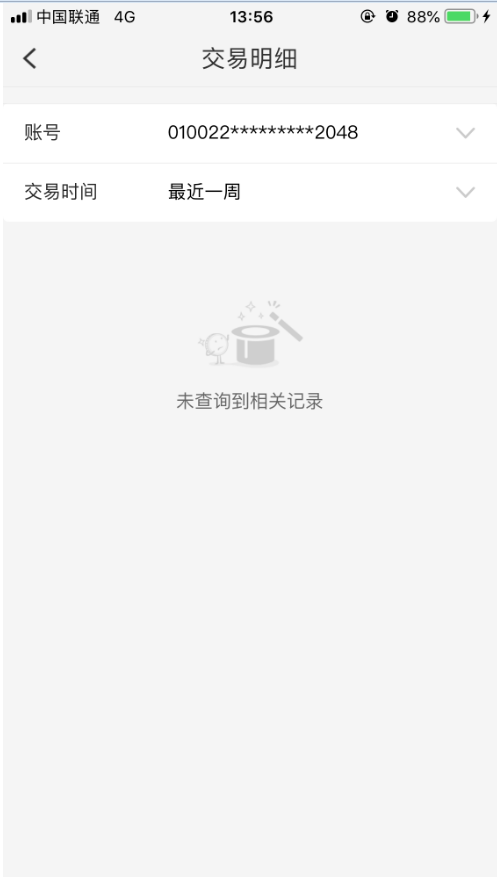 中国联通 4G 13:56 88%
交易明细
账号 010022*********2048
交易时间 最近一周
未查询到相关记录